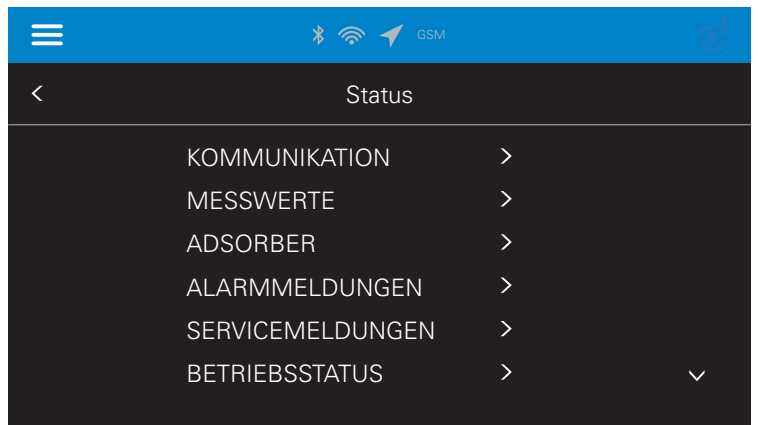 GSM
Status
KOMMUNIKATION
MESSWERTE
ADSORBER
ALARMMELDUNGEN
SERVICEMELDUNGEN
BETRIEBSSTATUS